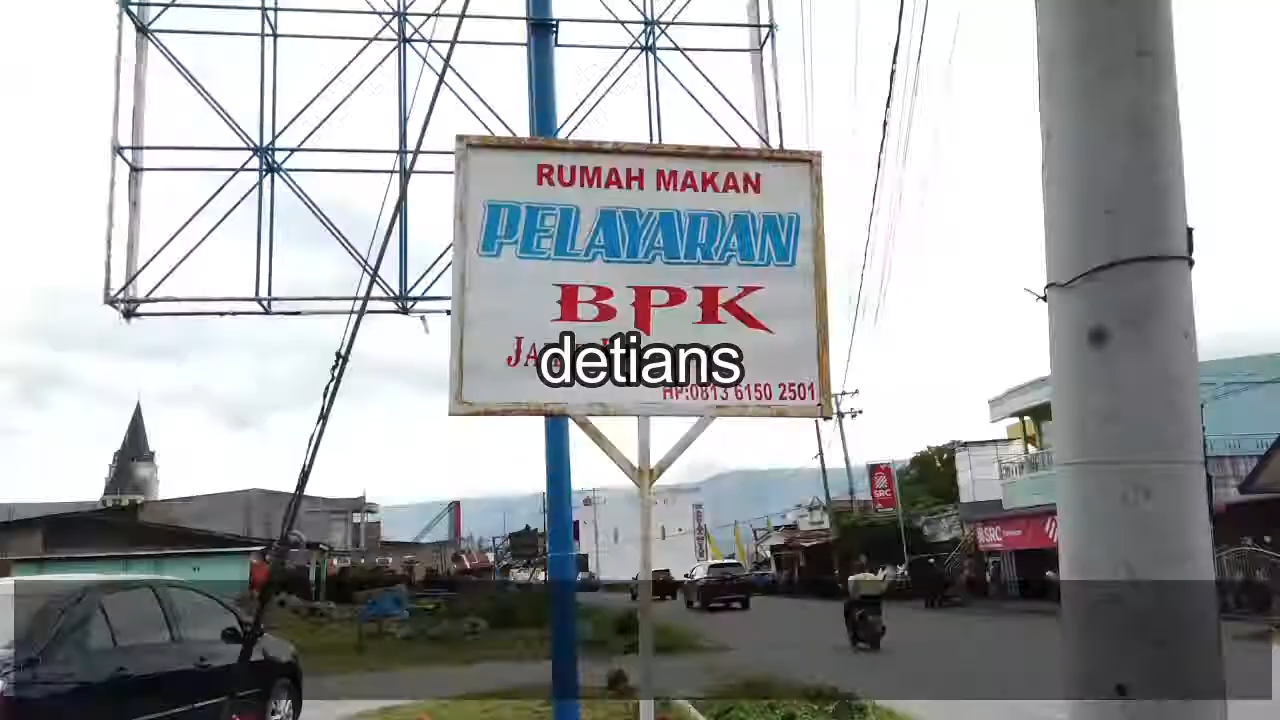 RUMAH MAKAN
PELAYARAN
BPK
detians
HP:0813 6150 2501
SRC
SRC